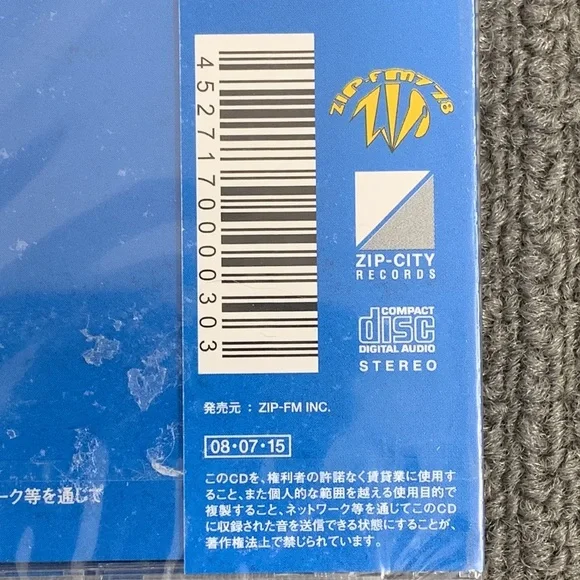 4527170000303
ZIP-FM 77.8
ZIP
ZIP-CITY
RECORDS
COMPACT
disc
DIGITAL AUDIO
STEREO
発売元 : ZIP-FM INC.
08・07・15
このCDを、権利者の許諾なく賃貸業に使用す
ること、また個人的な範囲を越える使用目的で
複製すること、ネットワーク等を通じてこのCD
に収録された音を送信できる状態にすることが、
著作権法上で禁じられています。
ーク等を通じて